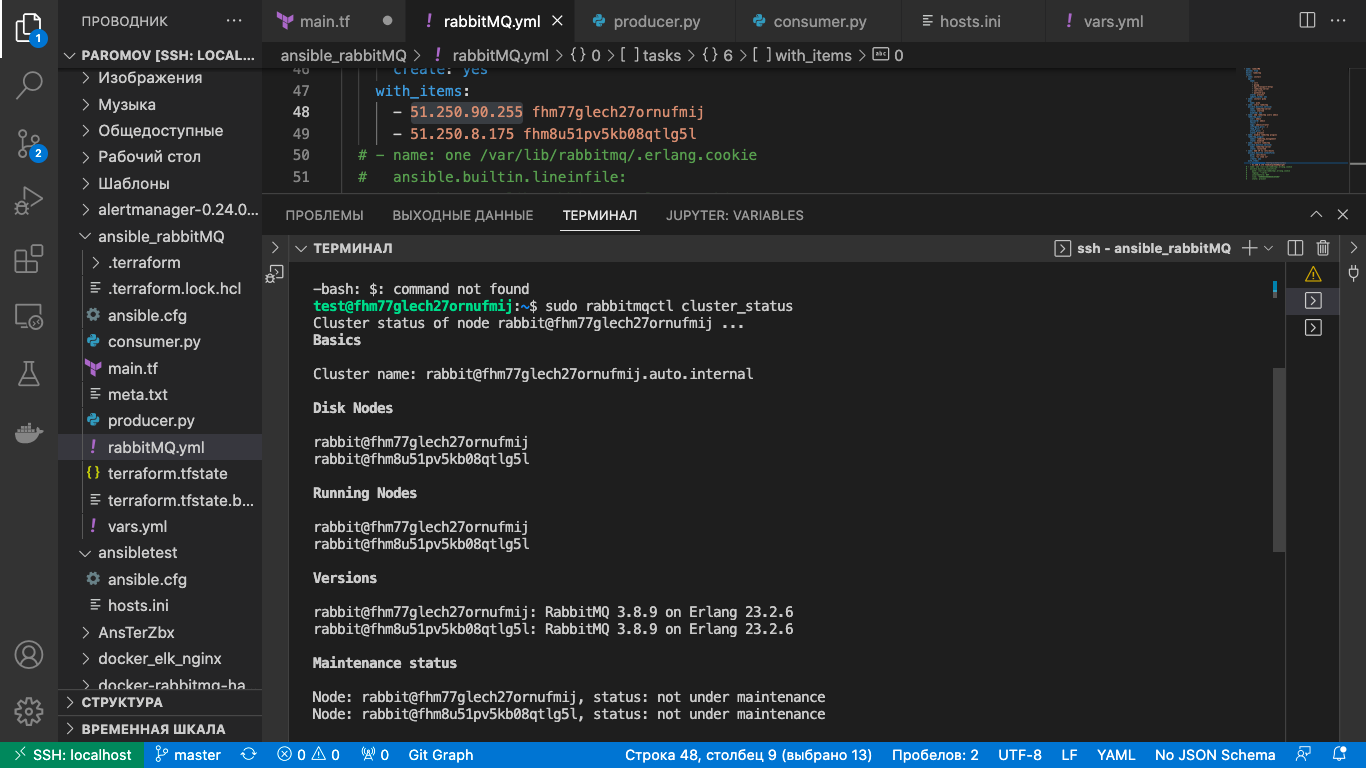 ПРОВОДНИК
main.tf
rabbitMQ.yml
producer.py
consumer.py
hosts.ini
vars.yml
PAROMOV [SSH: LOCAL...
Изображения
Музыка
Общедоступные
Рабочий стол
Шаблоны
alertmanager-0.24.0...
ansible_rabbitMQ
.terraform
.terraform.lock.hcl
ansible.cfg
consumer.py
main.tf
meta.txt
producer.py
rabbitMQ.yml
terraform.tfstate
terraform.tfstate.b...
vars.yml
ansibletest
ansible.cfg
hosts.ini
AnsTerZbx
docker_elk_nginx
docker-rabbitmq-ha
СТРУКТУРА
ВРЕМЕННАЯ ШКАЛА
1
2
ansible_rabbitMQ > rabbitMQ.yml > {} 0 > [ ] tasks > {} 6 > [ ] with_items > abc 0
46 create: yes
47 with_items:
48 - 51.250.90.255 fhm77glech27ornufmij
49 - 51.250.8.175 fhm8u51pv5kb08qtlg5l
50 # - name: one /var/lib/rabbitmq/.erlang.cookie
51 #   ansible.builtin.lineinfile:
ПРОБЛЕМЫ ВЫХОДНЫЕ ДАННЫЕ ТЕРМИНАЛ JUPYTER: VARIABLES
ТЕРМИНАЛ
ssh - ansible_rabbitMQ
-bash: $: command not found
test@fhm77glech27ornufmij:~$ sudo rabbitmqctl cluster_status
Cluster status of node rabbit@fhm77glech27ornufmij ...
Basics
Cluster name: rabbit@fhm77glech27ornufmij.auto.internal
Disk Nodes
rabbit@fhm77glech27ornufmij
rabbit@fhm8u51pv5kb08qtlg5l
Running Nodes
rabbit@fhm77glech27ornufmij
rabbit@fhm8u51pv5kb08qtlg5l
Versions
rabbit@fhm77glech27ornufmij: RabbitMQ 3.8.9 on Erlang 23.2.6
rabbit@fhm8u51pv5kb08qtlg5l: RabbitMQ 3.8.9 on Erlang 23.2.6
Maintenance status
Node: rabbit@fhm77glech27ornufmij, status: not under maintenance
Node: rabbit@fhm8u51pv5kb08qtlg5l, status: not under maintenance
SSH: localhost master 0 0 0 Git Graph Строка 48, столбец 9 (выбрано 13) Пробелов: 2 UTF-8 LF YAML No JSON Schema